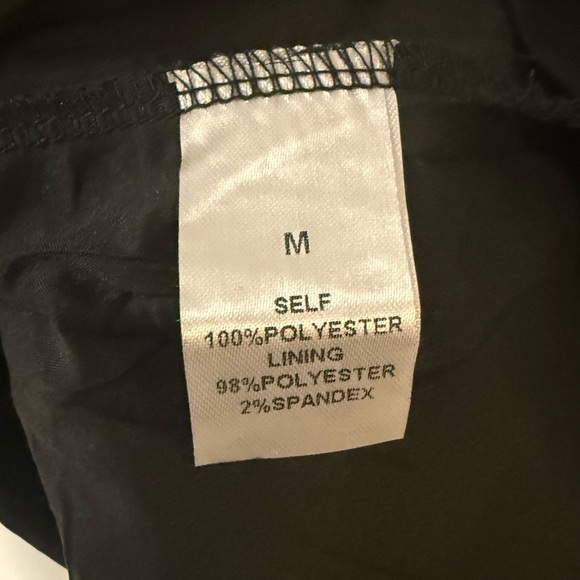 M
SELF
100%POLYESTER
LINING
98%POLYESTER
2%SPANDEX